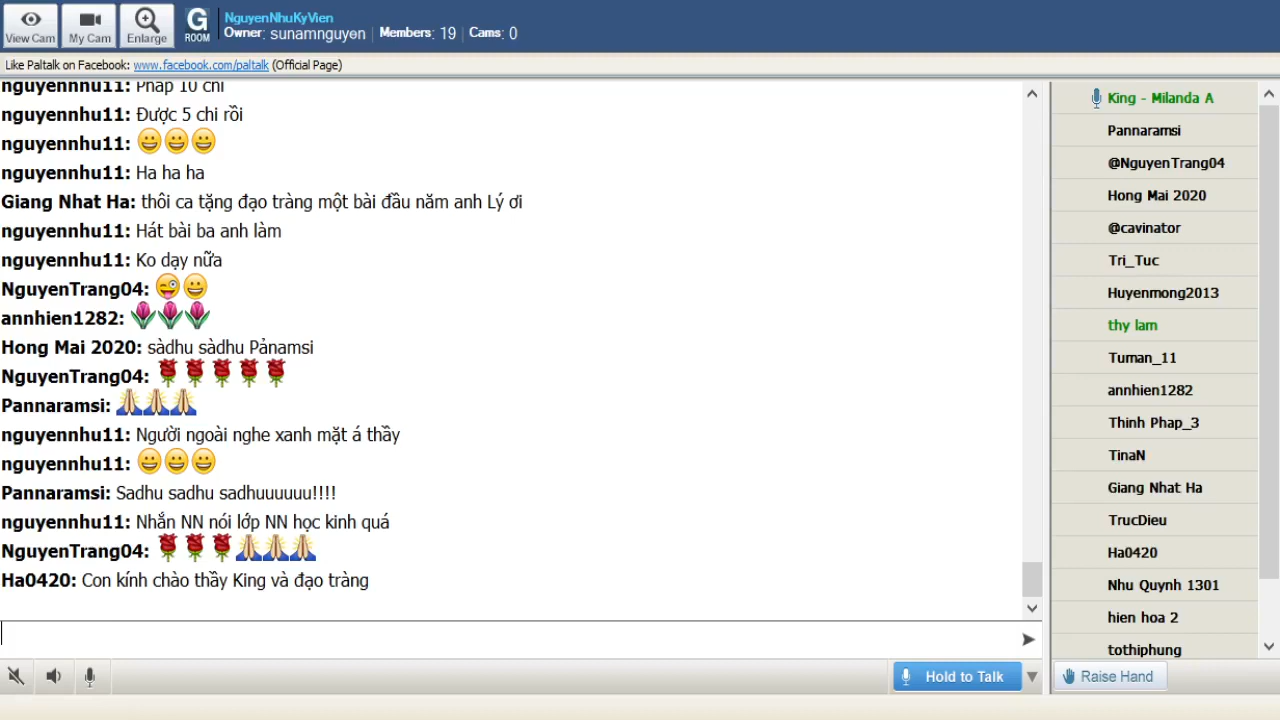 View Cam
My Cam
Enlarge
G
ROOM
NguyenNhuKyVien
Owner: sunamnguyen | Members: 19 | Cams: 0
Like Paltalk on Facebook: www.facebook.com/paltalk (Official Page)
nguyennhu11: Pháp 10 chi
nguyennhu11: Được 5 chi rồi
nguyennhu11:
nguyennhu11: Ha ha ha
Giang Nhat Ha: thôi ca tặng đạo tràng một bài đầu năm anh Lý ơi
nguyennhu11: Hát bài ba anh làm
nguyennhu11: Ko dạy nữa
NguyenTrang04:
annhien1282:
Hong Mai 2020: sàdhu sàdhu Pảnamsi
NguyenTrang04:
Pannaramsi:
nguyennhu11: Người ngoài nghe xanh mặt á thầy
nguyennhu11:
Pannaramsi: Sadhu sadhu sadhuuuuuu!!!!
nguyennhu11: Nhắn NN nói lớp NN học kinh quá
NguyenTrang04:
Ha0420: Con kính chào thầy King và đạo tràng
Hold to Talk
King - Milanda A
Pannaramsi
@NguyenTrang04
Hong Mai 2020
@cavinator
Tri_Tuc
Huyenmong2013
thy lam
Tuman_11
annhien1282
Thinh Phap_3
TinaN
Giang Nhat Ha
TrucDieu
Ha0420
Nhu Quynh 1301
hien hoa 2
tothiphung
Raise Hand